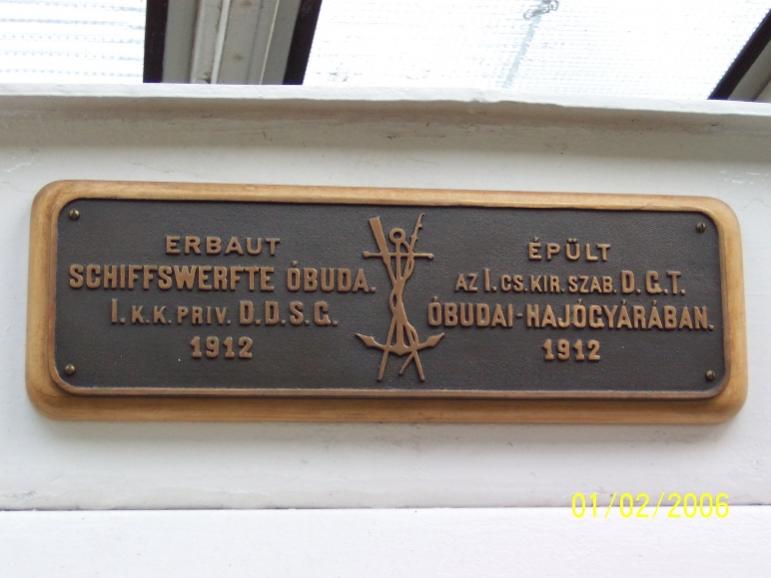 ERBAUT
SCHIFFSWERFTE ÓBUDA.
I. K. K. PRIV. D. D. S. G.
1912
ÉPÜLT
AZ I. CS. KIR. SZAB. D. G. T.
ÓBUDAI-HAJÓGYÁRÁBAN.
1912
01/02/2006